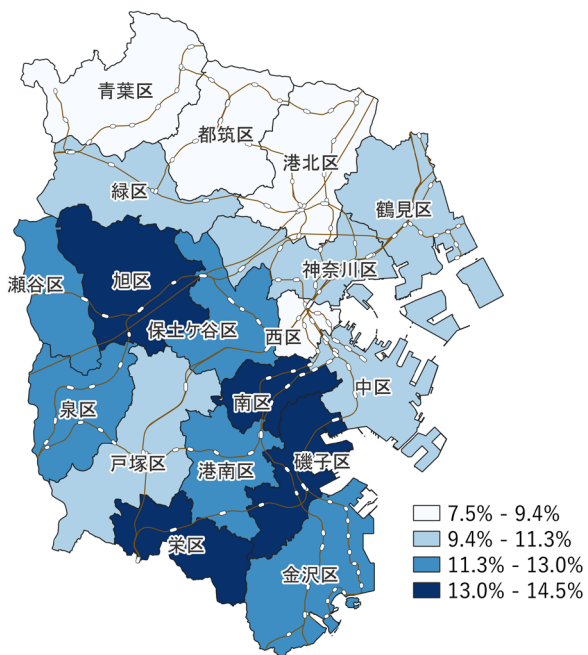 青葉区
都筑区
港北区
緑区
鶴見区
瀬谷区
旭区
神奈川区
保土ケ谷区
西区
泉区
南区
中区
戸塚区
港南区
磯子区
栄区
金沢区
7.5% - 9.4%
9.4% - 11.3%
11.3% - 13.0%
13.0% - 14.5%